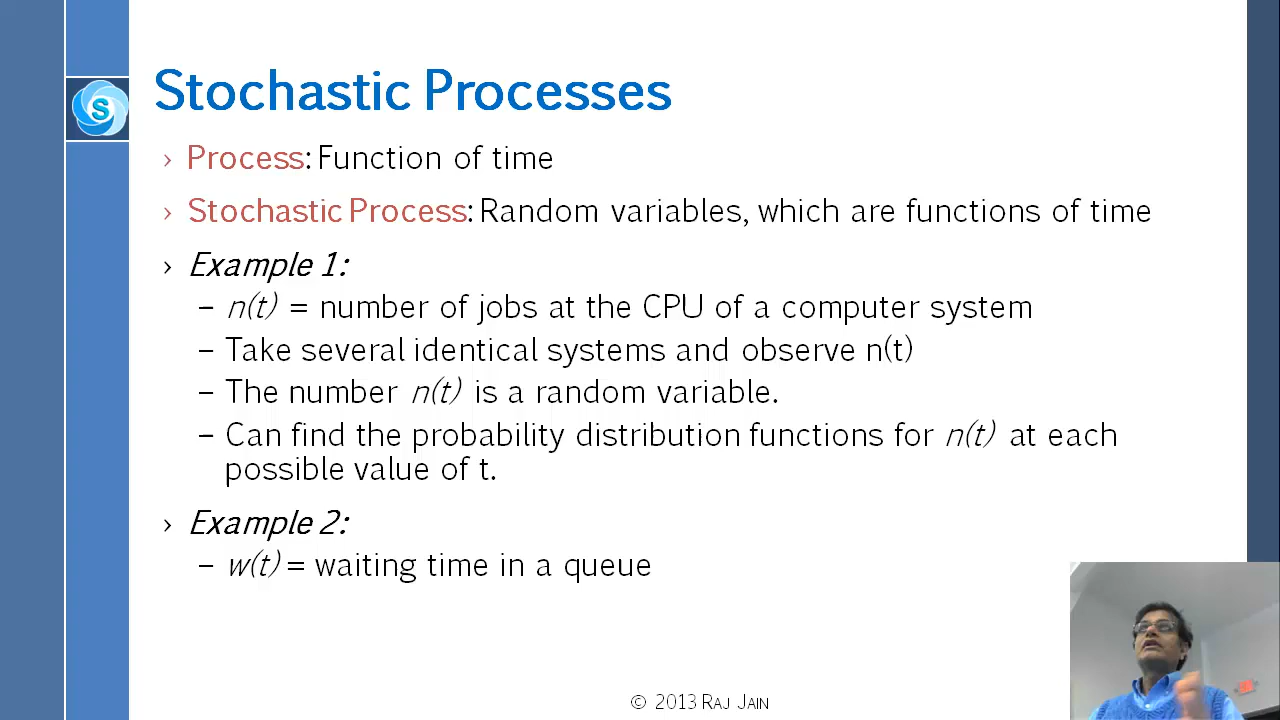 S
Stochastic Processes
› Process: Function of time
› Stochastic Process: Random variables, which are functions of time
› Example 1:
– n(t) = number of jobs at the CPU of a computer system
– Take several identical systems and observe n(t)
– The number n(t) is a random variable.
– Can find the probability distribution functions for n(t) at each
possible value of t.
› Example 2:
– w(t) = waiting time in a queue
© 2013 RAJ JAIN